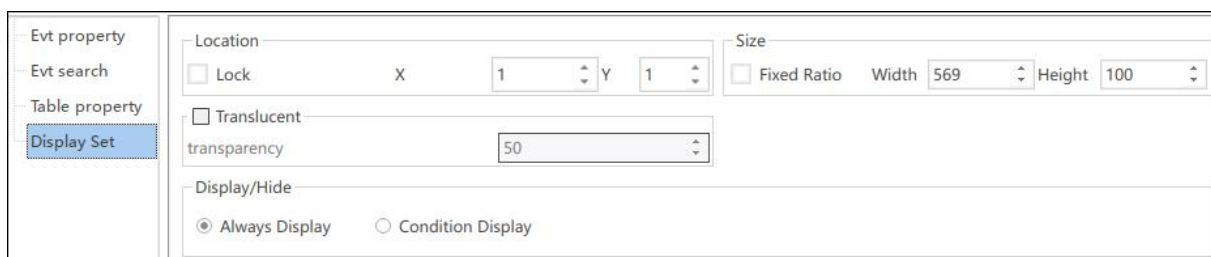 Evt property
Evt search
Table property
Display Set
Location
Lock X 1 Y 1
Size
Fixed Ratio Width 569 Height 100
Translucent
transparency 50
Display/Hide
Always Display Condition Display